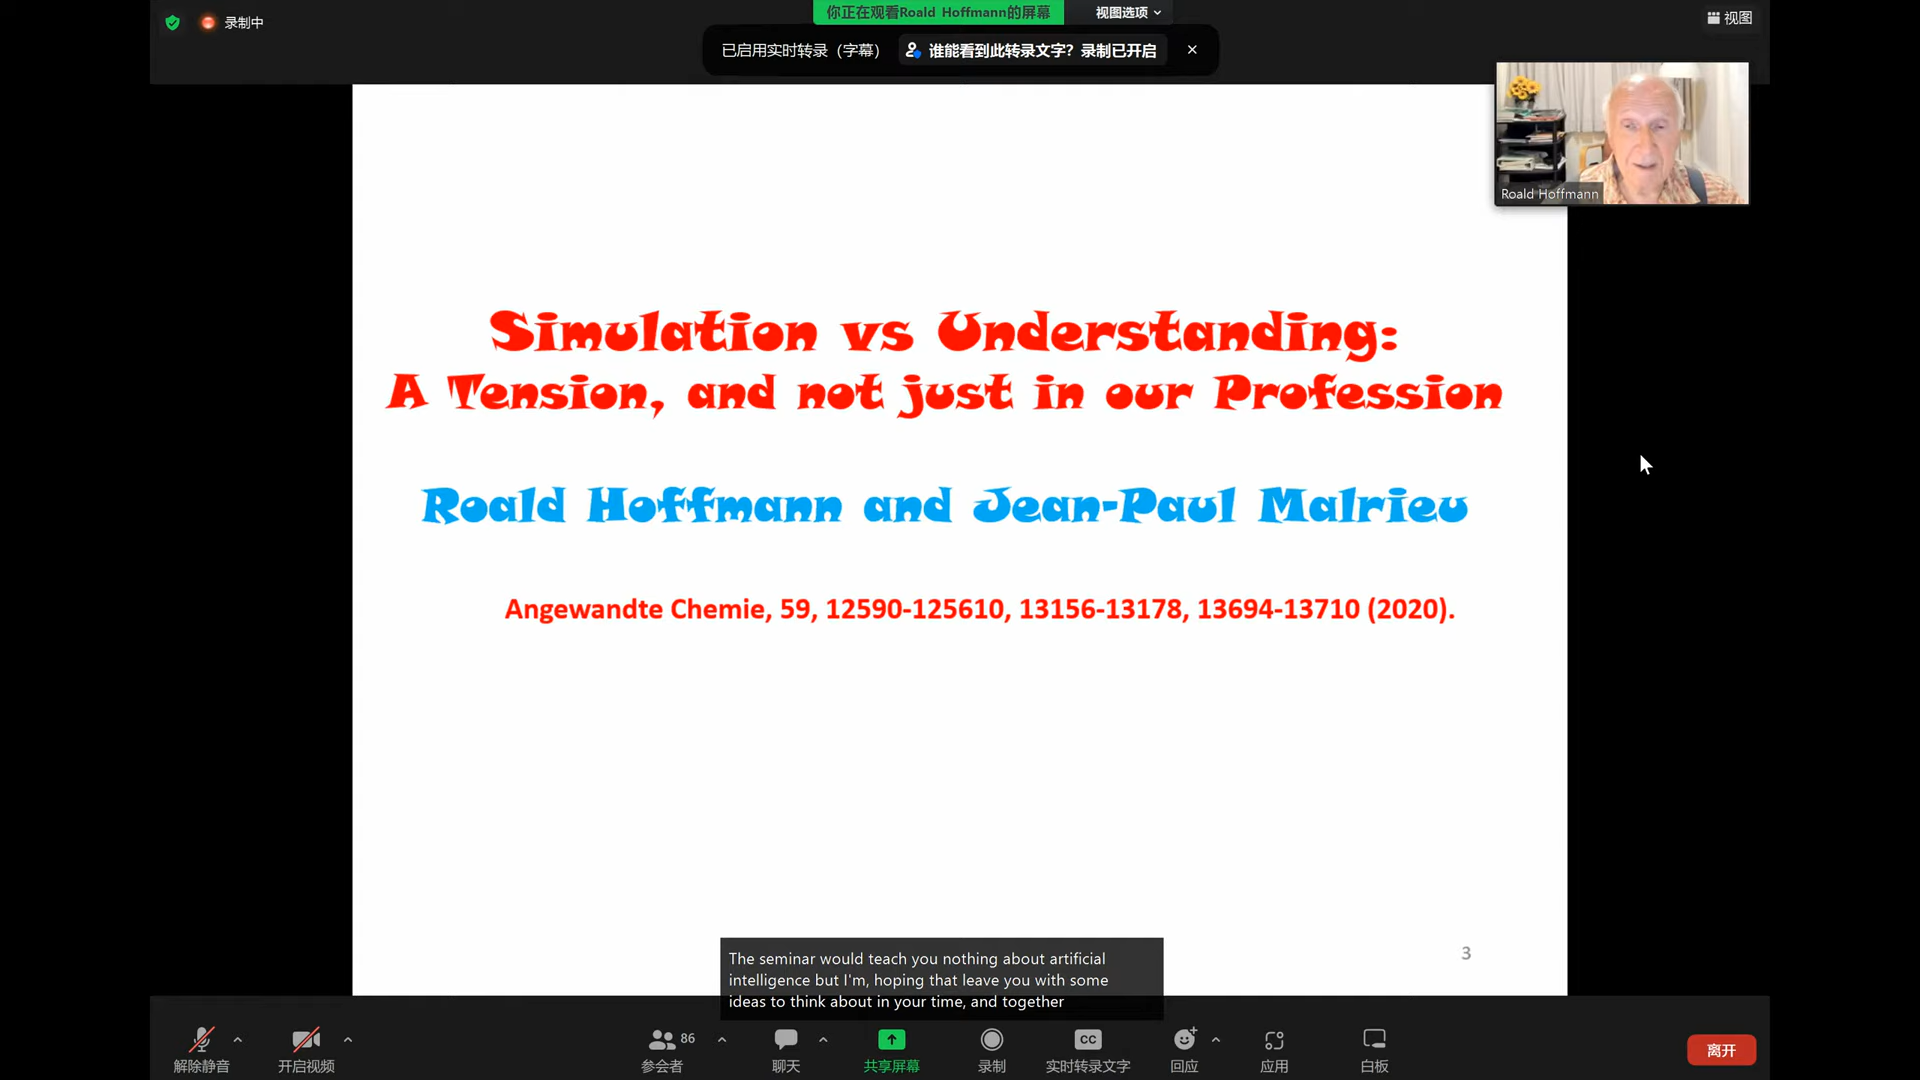 录制中
你正在观看Roald Hoffmann的屏幕
视图选项
视图
已启用实时转录（字幕）
谁能看到此转录文字？录制已开启
Roald Hoffmann
Simulation vs Understanding:
A Tension, and not just in our Profession
Roald Hoffmann and Jean-Paul Malrieu
Angewandte Chemie, 59, 12590-125610, 13156-13178, 13694-13710 (2020).
3
The seminar would teach you nothing about artificial
intelligence but I'm, hoping that leave you with some
ideas to think about in your time, and together
解除静音
开启视频
86
参会者
聊天
共享屏幕
录制
CC
实时转录文字
回应
应用
白板
离开